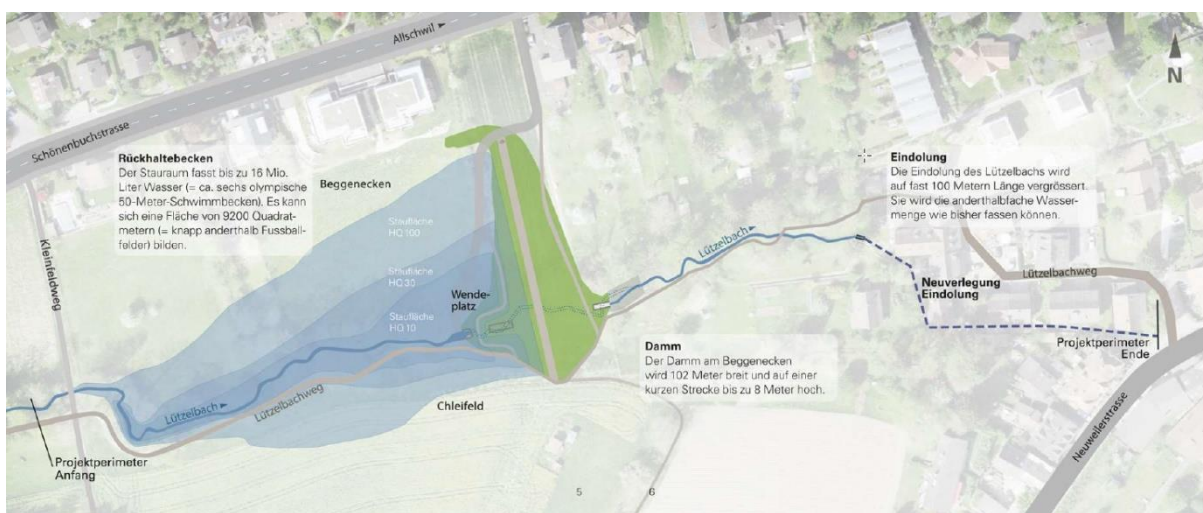 Allschwil
Schönenbuchstrasse
N
Rückhaltebecken
Der Stauraum fasst bis zu 16 Mio.
Liter Wasser (= ca. sechs olympische
50-Meter-Schwimmbecken). Es kann
sich eine Fläche von 9200 Quadrat-
metern (= knapp anderthalb Fussball-
felder) bilden.
Beggenecken
Eindolung
Die Eindolung des Lützelbachs wird
auf fast 100 Metern Länge vergrössert.
Sie wird die anderthalbfache Wasser-
menge wie bisher fassen können.
Kleinfeldweg
Staufläche
HQ 100
Staufläche
HQ 30
Staufläche
HQ 10
Wende-
platz
Lützelbach
Neuverlegung
Eindolung
Lützelbachweg
Projektperimeter
Ende
Damm
Der Damm am Beggenecken
wird 102 Meter breit und auf einer
kurzen Strecke bis zu 8 Meter hoch.
Lützelbach
Lützelbachweg
Chleifeld
Projektperimeter
Anfang
Neuweilerstrasse
5
6